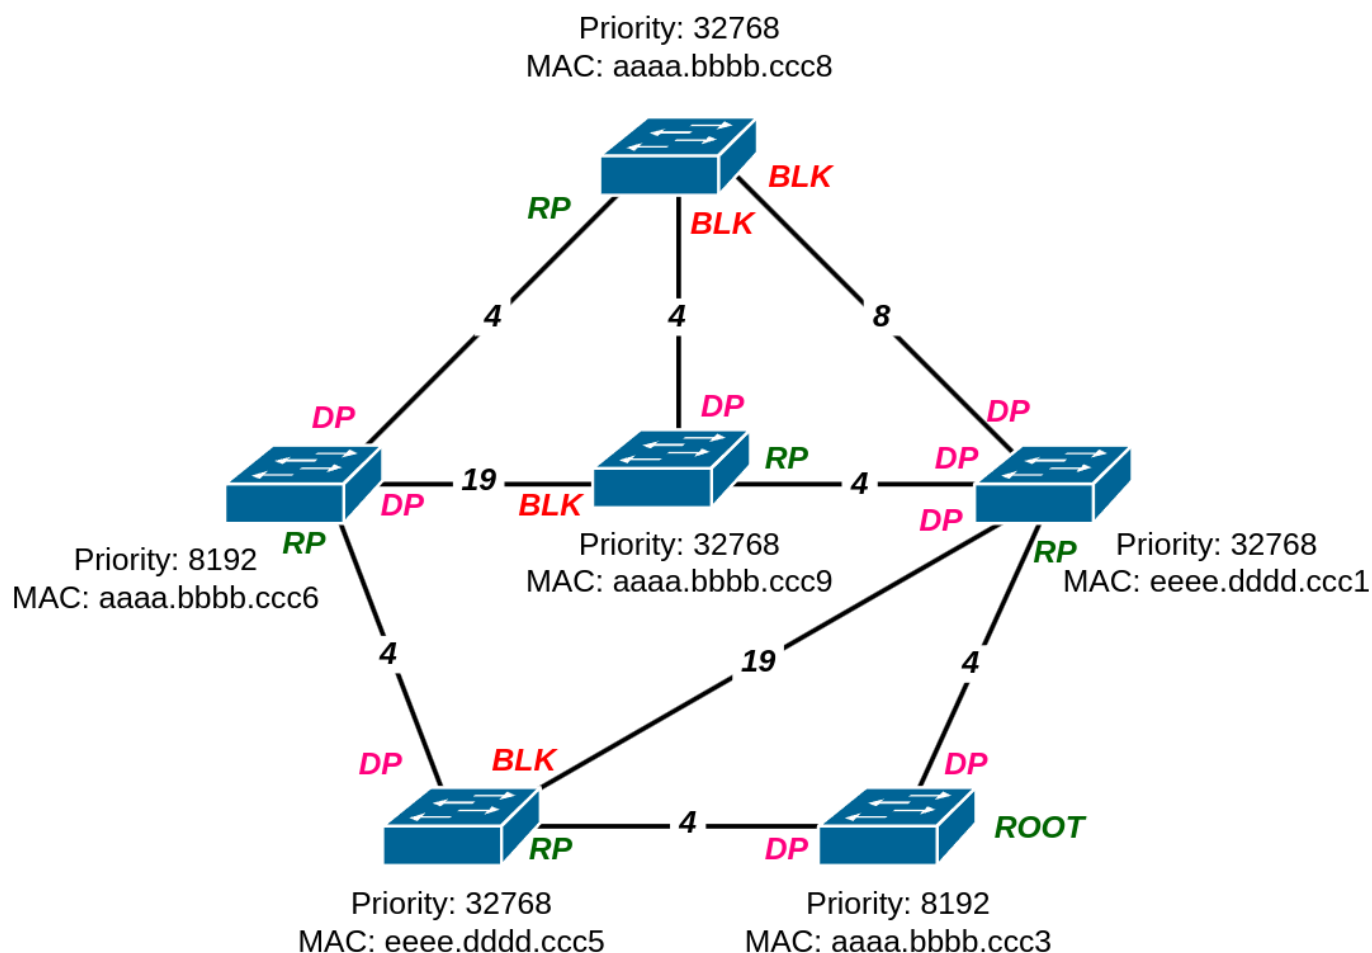 Priority: 32768
MAC: aaaa.bbbb.ccc8
BLK
RP
BLK
4
4
8
DP
DP
DP
RP
DP
19
4
DP
BLK
DP
RP
Priority: 8192
MAC: aaaa.bbbb.ccc6
Priority: 32768
MAC: aaaa.bbbb.ccc9
RP
Priority: 32768
MAC: eeee.dddd.ccc1
4
19
4
DP
BLK
DP
4
RP
DP
ROOT
Priority: 32768
MAC: eeee.dddd.ccc5
Priority: 8192
MAC: aaaa.bbbb.ccc3